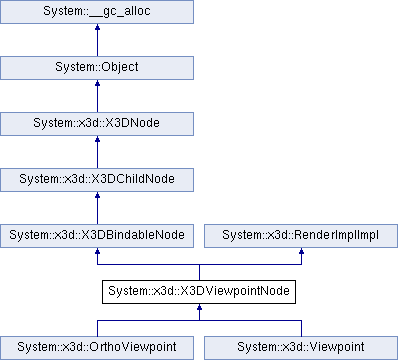 System::__gc_alloc
System::Object
System::x3d::X3DNode
System::x3d::X3DChildNode
System::x3d::X3DBindableNode
System::x3d::RenderImplImpl
System::x3d::X3DViewpointNode
System::x3d::OrthoViewpoint
System::x3d::Viewpoint